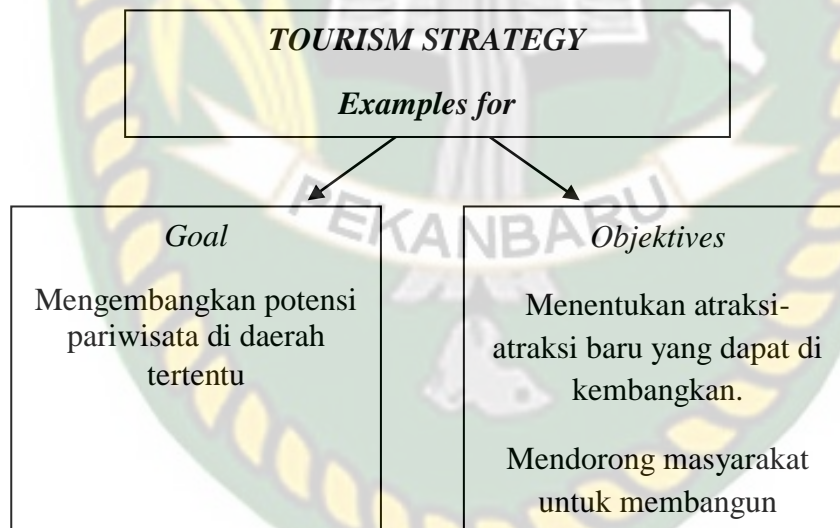 TOURISM STRATEGY
Examples for
PEKANBARU
Goal
Mengembangkan potensi
pariwisata di daerah
tertentu
Objektives
Menentukan atraksi-
atraksi baru yang dapat di
kembangkan.
Mendorong masyarakat
untuk membangun